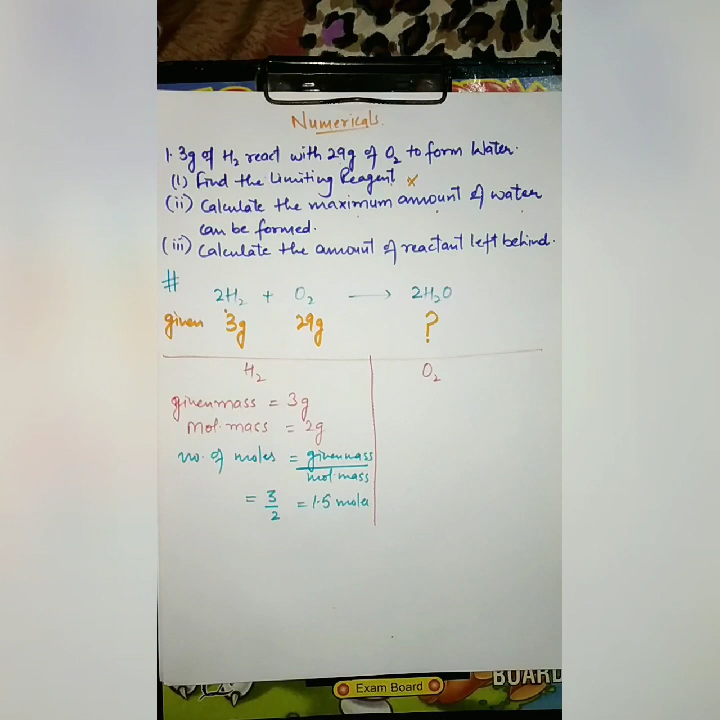 Numericals.
1. 3g of H₂ react with 29g of O₂ to form Water.
(i) Find the Limiting Reagent x
(ii) Calculate the maximum amount of water
can be formed.
(iii) Calculate the amount of reactant left behind.
#
2H₂ + O₂ → 2H₂O
given 3g 29g ?
H₂ O₂
given mass = 3g
mol. mass = 2g
no. of moles = given mass
mol. mass
= 3/2 = 1.5 moles
Exam Board
BOARD